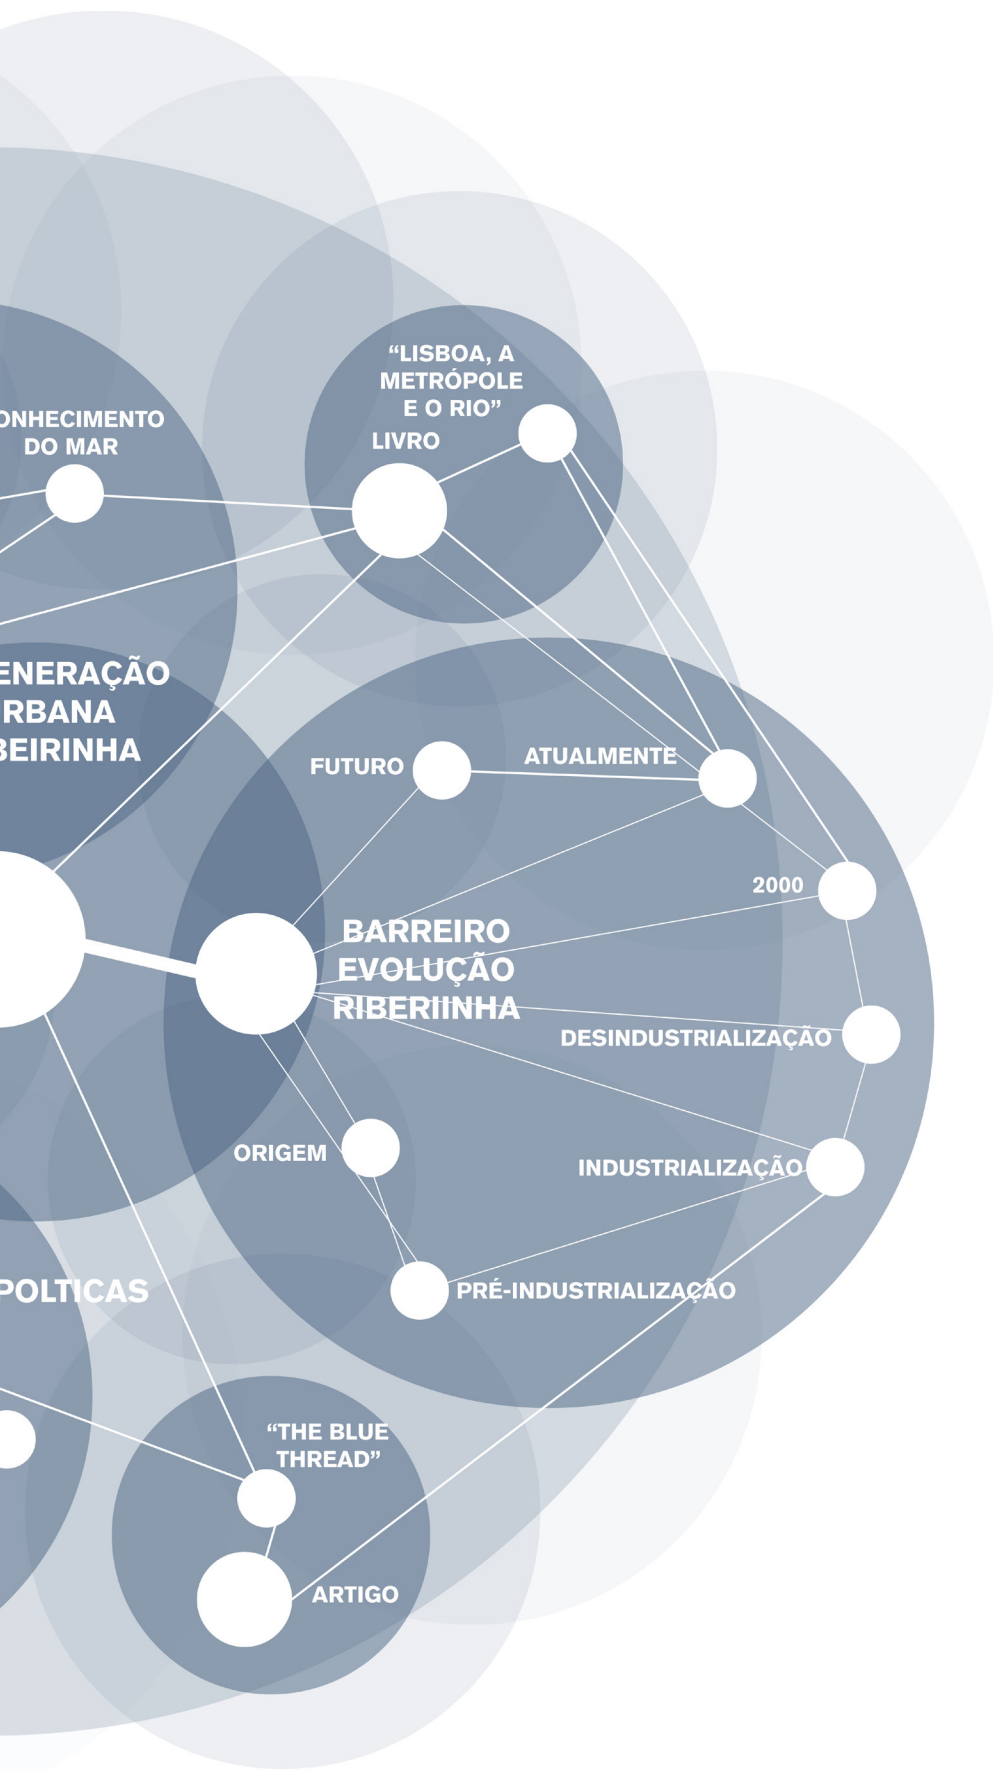 “LISBOA, A
METRÓPOLE
E O RIO”
LIVRO
ONHECIMENTO
DO MAR
ENERAÇÃO
RBANA
BEIRINHA
FUTURO
ATUALMENTE
2000
BARREIRO
EVOLUÇÃO
RIBERIINHA
DESINDUSTRIALIZAÇÃO
ORIGEM
INDUSTRIALIZAÇÃO
POLTICAS
PRÉ-INDUSTRIALIZAÇÃO
“THE BLUE
THREAD”
ARTIGO